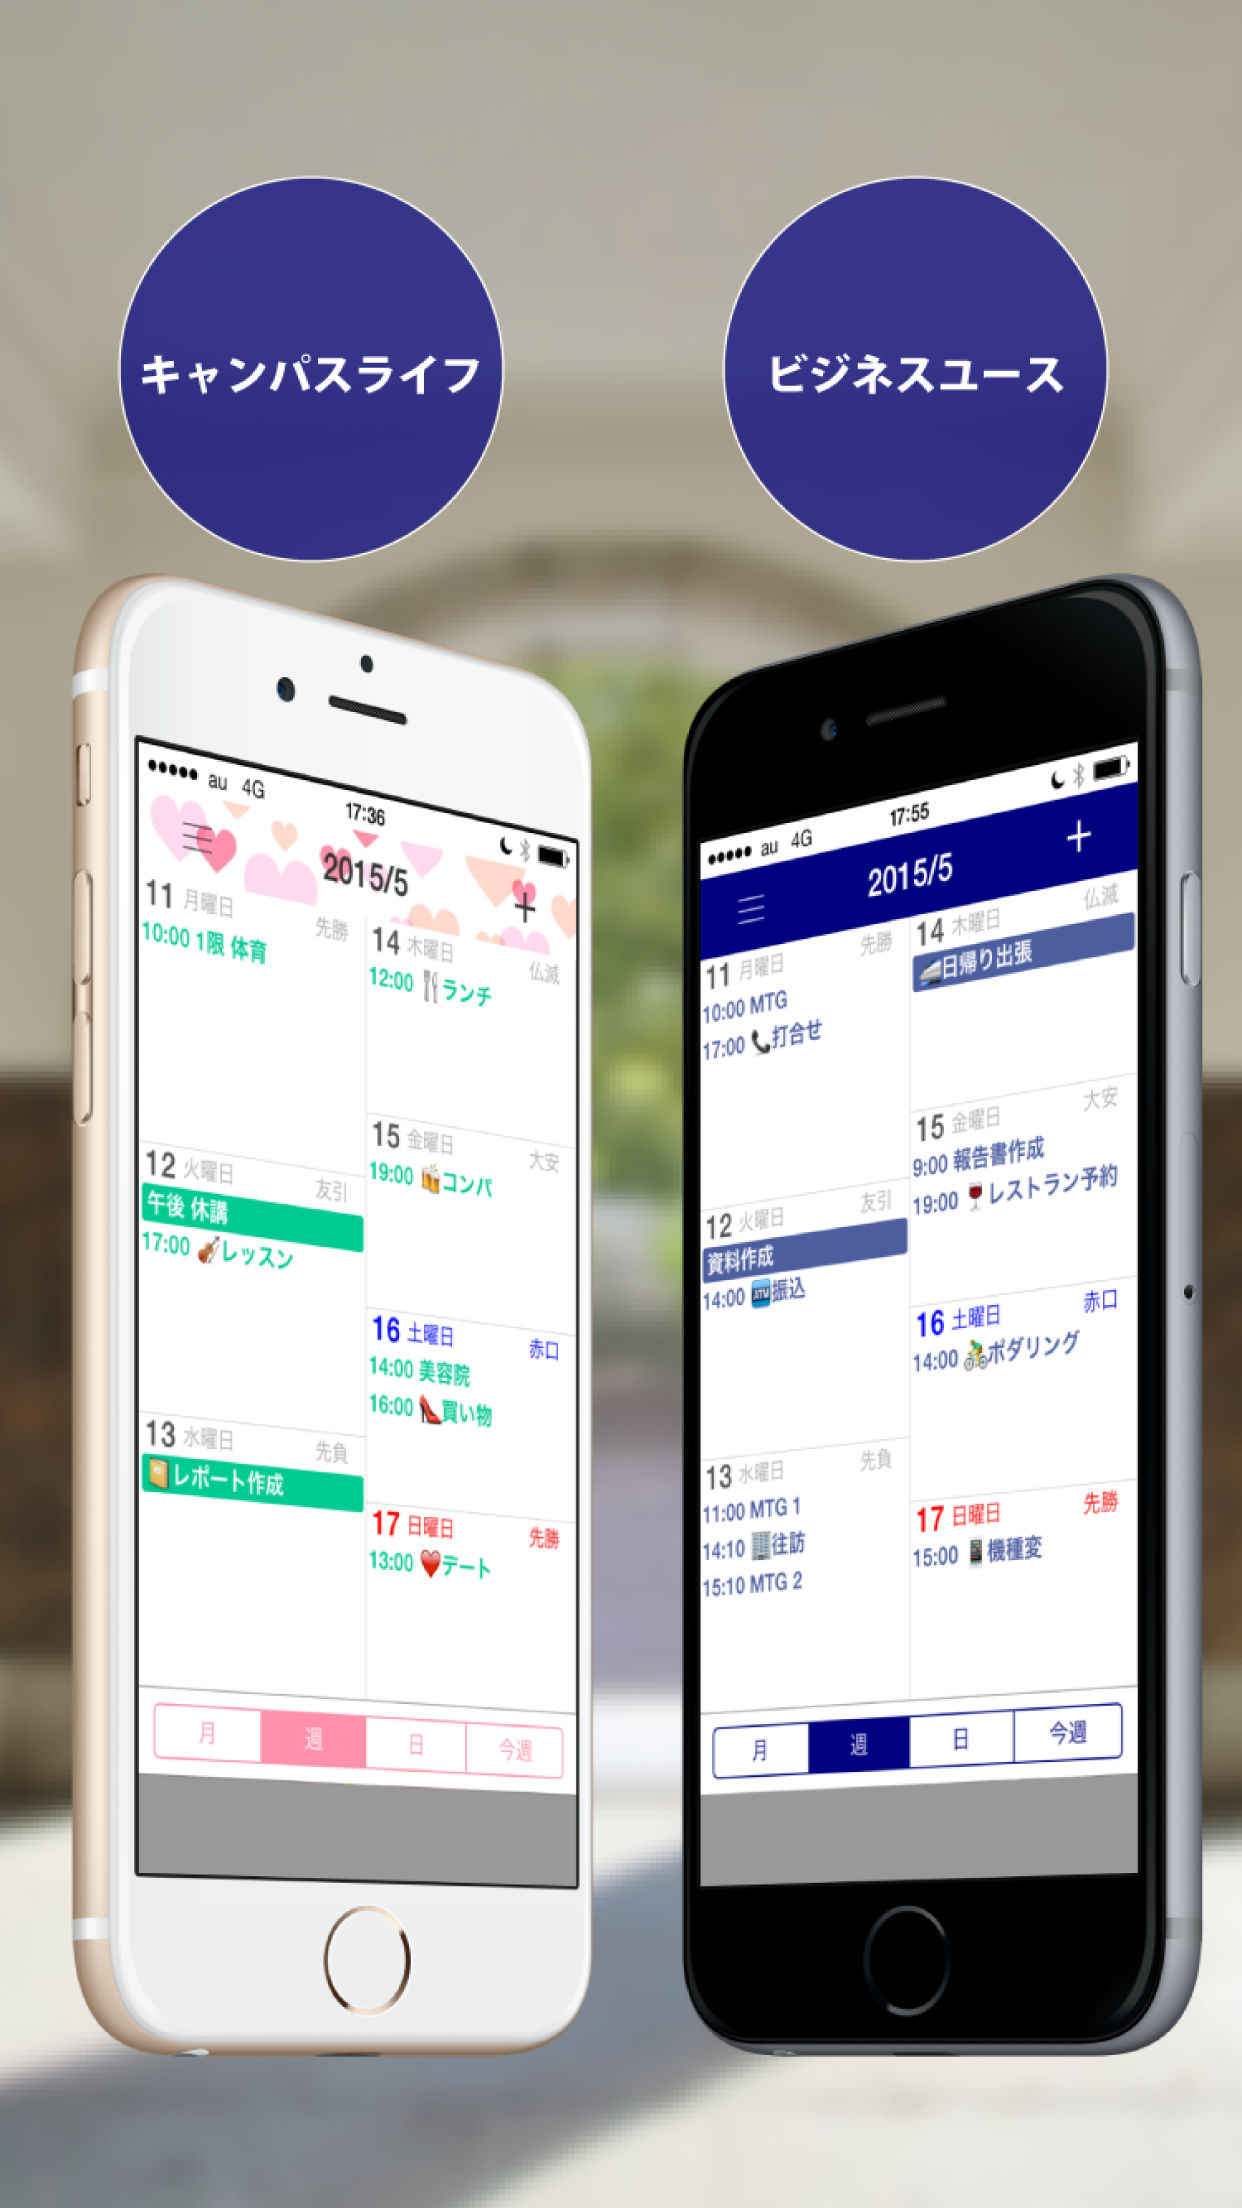 キャンパスライフ
ビジネスユース
au 4G
17:36
2015/5
11 月曜日 先勝
10:00 1限 体育
12 火曜日 友引
午後 休講
17:00 レッスン
13 水曜日 先負
レポート作成
14 木曜日 仏滅
12:00 ランチ
15 金曜日 大安
19:00 コンパ
16 土曜日 赤口
14:00 美容院
16:00 買い物
17 日曜日 先勝
13:00 デート
月 週 日 今週
au 4G
17:55
2015/5
11 月曜日 先勝
10:00 MTG
17:00 打合せ
12 火曜日 友引
資料作成
14:00 ATM振込
13 水曜日 先負
11:00 MTG 1
14:10 往訪
15:10 MTG 2
14 木曜日 仏滅
日帰り出張
15 金曜日 大安
9:00 報告書作成
19:00 レストラン予約
16 土曜日 赤口
14:00 ポダリング
17 日曜日 先勝
15:00 機種変
月 週 日 今週